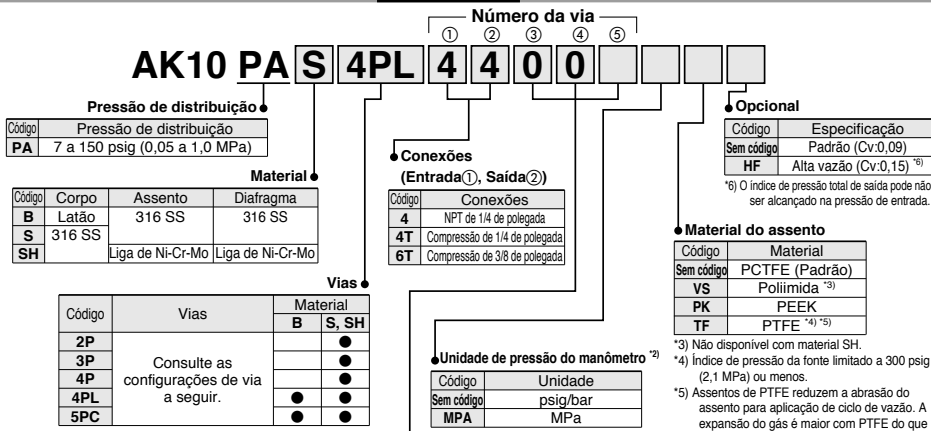 Número da via
① ② ③ ④ ⑤
AK10 PA S 4PL 4 4 0 0
Pressão de distribuição
Código Pressão de distribuição
PA 7 a 150 psig (0,05 a 1,0 MPa)
Material
Código Corpo Assento Diafragma
B Latão 316 SS 316 SS
S 316 SS
SH Liga de Ni-Cr-Mo Liga de Ni-Cr-Mo
Vias
Código Vias Material
B S, SH
2P ●
3P Consulte as ●
4P configurações de via ●
4PL a seguir. ● ●
5PC ● ●
Conexões
(Entrada①, Saída②)
Código Conexões
4 NPT de 1/4 de polegada
4T Compressão de 1/4 de polegada
6T Compressão de 3/8 de polegada
Unidade de pressão do manômetro *2)
Código Unidade
Sem código psig/bar
MPA MPa
Opcional
Código Especificação
Sem código Padrão (Cv:0,09)
HF Alta vazão (Cv:0,15) *6)
*6) O índice de pressão total de saída pode não
ser alcançado na pressão de entrada.
Material do assento
Código Material
Sem código PCTFE (Padrão)
VS Poliimida *3)
PK PEEK
TF PTFE *4) *5)
*3) Não disponível com material SH.
*4) Índice de pressão da fonte limitado a 300 psig
(2,1 MPa) ou menos.
*5) Assentos de PTFE reduzem a abrasão do
assento para aplicação de ciclo de vazão. A
expansão do gás é maior com PTFE do que